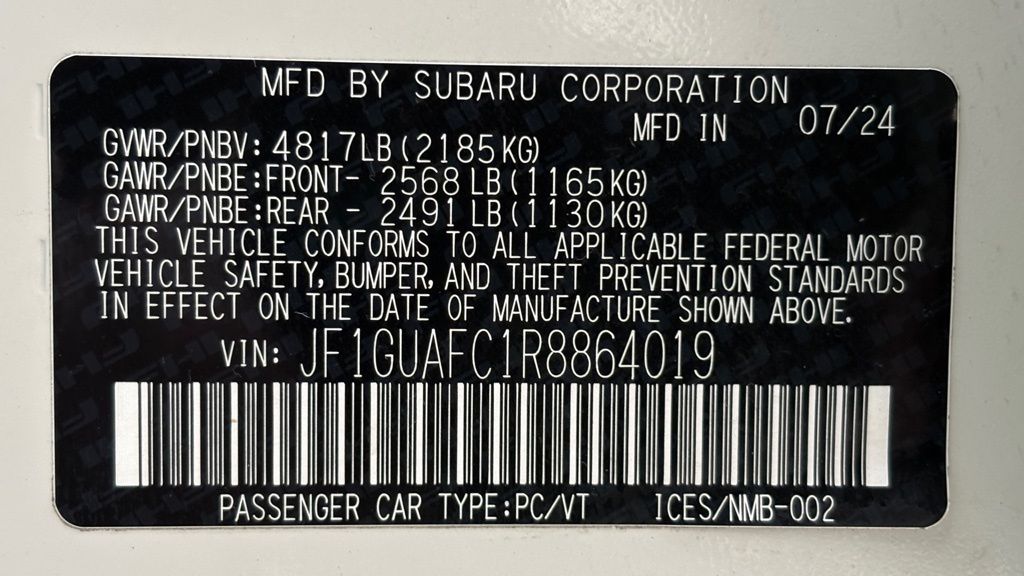 MFD BY SUBARU CORPORATION
MFD IN 07/24
GVWR/PNBV: 4817LB(2185KG)
GAWR/PNBE:FRONT- 2568LB(1165KG)
GAWR/PNBE:REAR - 2491LB(1130KG)
THIS VEHICLE CONFORMS TO ALL APPLICABLE FEDERAL MOTOR
VEHICLE SAFETY, BUMPER, AND THEFT PREVENTION STANDARDS
IN EFFECT ON THE DATE OF MANUFACTURE SHOWN ABOVE.
VIN: JF1GUAFC1R8864019
PASSENGER CAR TYPE:PC/VT ICES/NMB-002